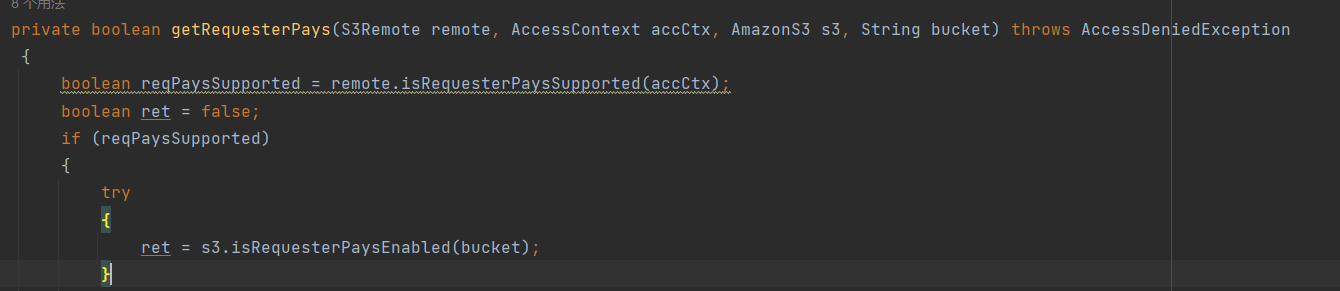 8 个用法
private boolean getRequesterPays(S3Remote remote, AccessContext accCtx, AmazonS3 s3, String bucket) throws AccessDeniedException
{
boolean reqPaysSupported = remote.isRequesterPaysSupported(accCtx);
boolean ret = false;
if (reqPaysSupported)
{
try
{
ret = s3.isRequesterPaysEnabled(bucket);
}